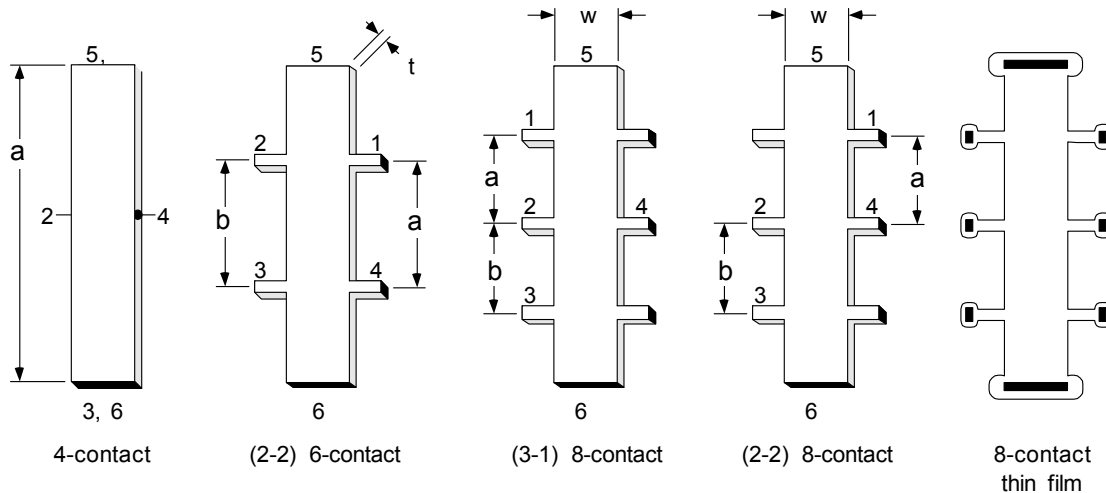 5,
a
2
4
3, 6
4-contact
5
t
2
1
b
a
3
4
6
(2-2) 6-contact
w
5
1
a
2
4
b
3
6
(3-1) 8-contact
w
5
1
a
2
4
b
3
6
(2-2) 8-contact
8-contact
thin film